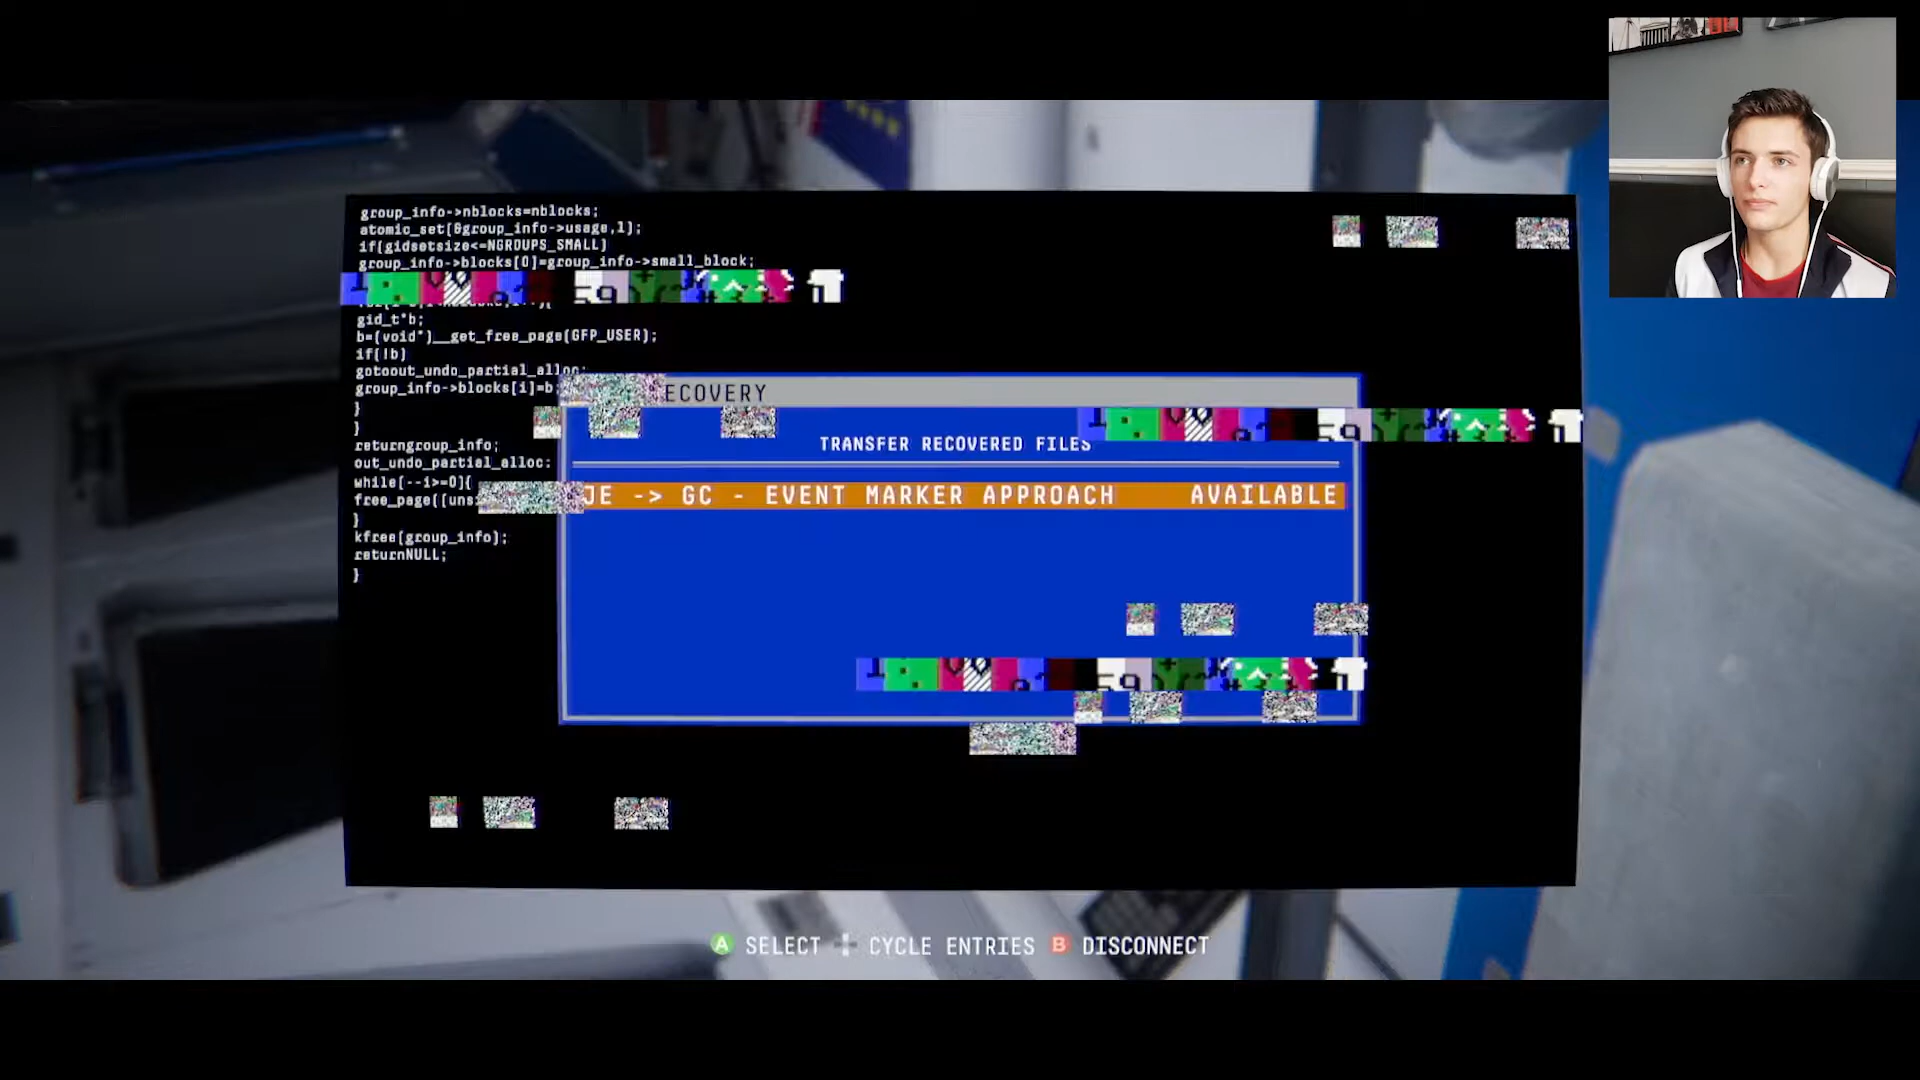 group_info->nblocks=nblocks;
atomic_set(&group_info->usage,1);
if(gidsetsize<=NGROUPS_SMALL)
group_info->blocks[0]=group_info->small_block;
gid_t*b;
b=(void*)__get_free_page(GFP_USER);
if(!b)
gotoout_undo_partial_alloc;
group_info->blocks[i]=b;
}
}
returngroup_info;
out_undo_partial_alloc:
while(--i>=0){
free_page((uns
}
kfree(group_info);
returnNULL;
}
ECOVERY
TRANSFER RECOVERED FILES
JE -> GC - EVENT MARKER APPROACH AVAILABLE
A SELECT CYCLE ENTRIES B DISCONNECT